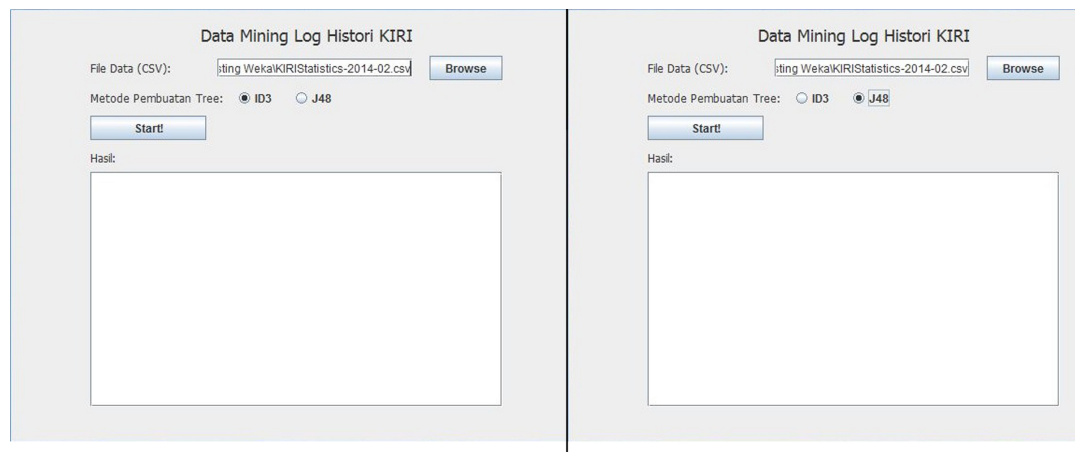 Data Mining Log Histori KIRI
File Data (CSV): sting Weka\KIRIStatistics-2014-02.csv Browse
Metode Pembuatan Tree: ID3 J48
Start!
Hasil:
Data Mining Log Histori KIRI
File Data (CSV): sting Weka\KIRIStatistics-2014-02.csv Browse
Metode Pembuatan Tree: ID3 J48
Start!
Hasil: